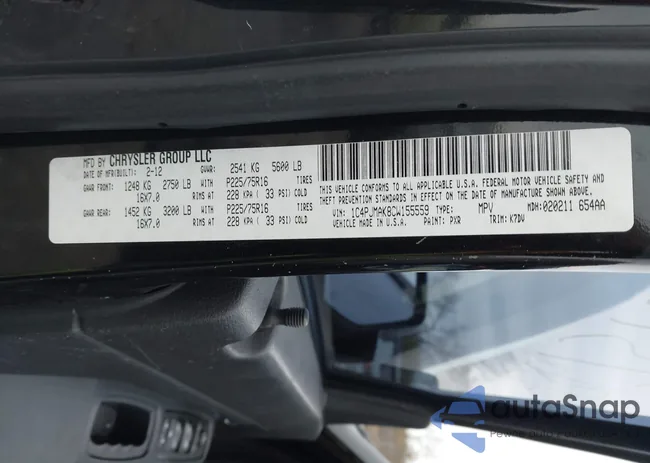 MFD BY CHRYSLER GROUP LLC
DATE OF MFR(BUILT): 2-12 GVWR: 2541 KG 5600 LB
GAWR FRONT: 1248 KG 2750 LB WITH P225/75R16 TIRES
16X7.0 RIMS AT 228 KPA( 33 PSI) COLD
GAWR REAR: 1452 KG 3200 LB WITH P225/75R16 TIRES
16X7.0 RIMS AT 228 KPA( 33 PSI) COLD
THIS VEHICLE CONFORMS TO ALL APPLICABLE U.S.A. FEDERAL MOTOR VEHICLE SAFETY, BUMPER AND
THEFT PREVENTION STANDARDS IN EFFECT ON THE DATE OF MANUFACTURE SHOWN ABOVE.
VIN: 1C4PJMAK8CW155559 TYPE: MPV MDH: 020211 654AA
VEHICLE MADE IN U.S.A. PAINT: PXR TRIM: K7DV
autoSnap